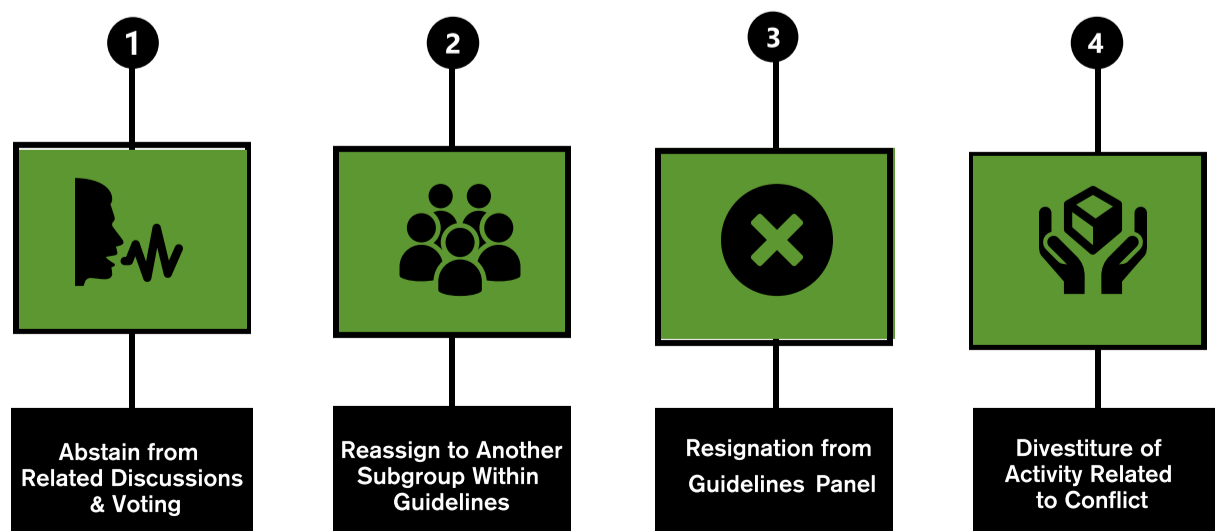 1
2
3
4
Abstain from
Related Discussions
& Voting
Reassign to Another
Subgroup Within
Guidelines
Resignation from
Guidelines Panel
Divestiture of
Activity Related
to Conflict